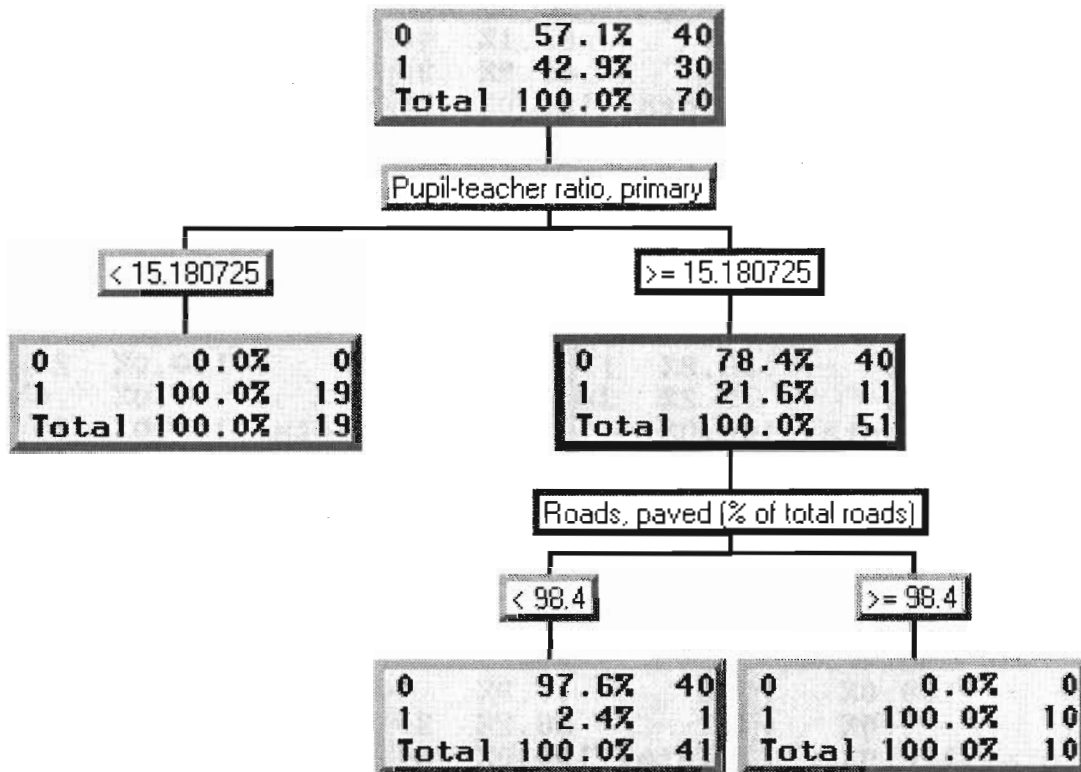 0 57.1% 40
1 42.9% 30
Total 100.0% 70
Pupil-teacher ratio, primary
< 15.180725
>= 15.180725
0 0.0% 0
1 100.0% 19
Total 100.0% 19
0 78.4% 40
1 21.6% 11
Total 100.0% 51
Roads, paved (% of total roads)
< 98.4
>= 98.4
0 97.6% 40
1 2.4% 1
Total 100.0% 41
0 0.0% 0
1 100.0% 10
Total 100.0% 10